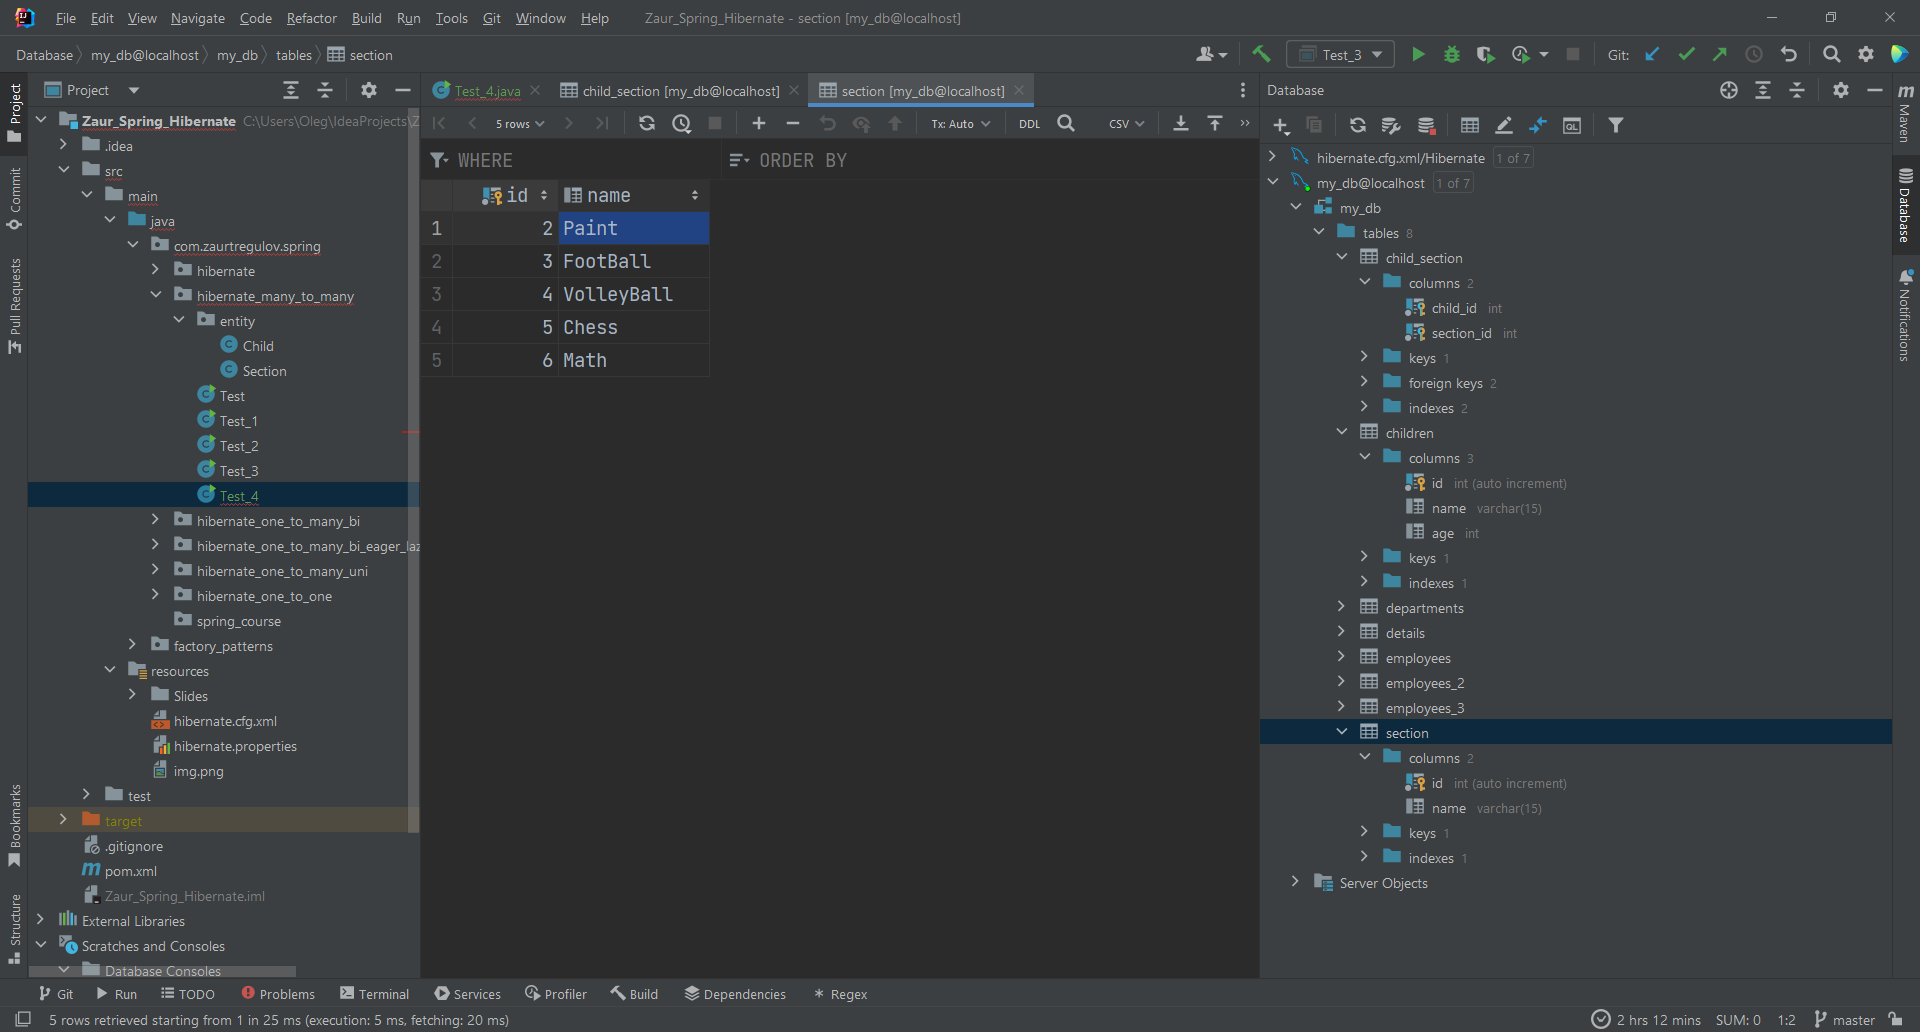 File Edit View Navigate Code Refactor Build Run Tools Git Window Help Zaur_Spring_Hibernate - section [my_db@localhost]
Database my_db@localhost my_db tables section
Test_3 Git:
Project
Test_4.java child_section [my_db@localhost] section [my_db@localhost]
Database
5 rows Tx: Auto DDL CSV
WHERE ORDER BY
id name
1 2 Paint
2 3 FootBall
3 4 VolleyBall
4 5 Chess
5 6 Math
Project
Commit
Pull Requests
Bookmarks
Structure
Zaur_Spring_Hibernate C:\Users\Oleg\IdeaProjects\Z
.idea
src
main
java
com.zaurtregulov.spring
hibernate
hibernate_many_to_many
entity
Child
Section
Test
Test_1
Test_2
Test_3
Test_4
hibernate_one_to_many_bi
hibernate_one_to_many_bi_eager_laz
hibernate_one_to_many_uni
hibernate_one_to_one
spring_course
factory_patterns
resources
Slides
hibernate.cfg.xml
hibernate.properties
img.png
test
target
.gitignore
pom.xml
Zaur_Spring_Hibernate.iml
External Libraries
Scratches and Consoles
Database Consoles
hibernate.cfg.xml/Hibernate 1 of 7
my_db@localhost 1 of 7
my_db
tables 8
child_section
columns 2
child_id int
section_id int
keys 1
foreign keys 2
indexes 2
children
columns 3
id int (auto increment)
name varchar(15)
age int
keys 1
indexes 1
departments
details
employees
employees_2
employees_3
section
columns 2
id int (auto increment)
name varchar(15)
keys 1
indexes 1
Server Objects
Maven
Database
Notifications
Git Run TODO Problems Terminal Services Profiler Build Dependencies Regex
5 rows retrieved starting from 1 in 25 ms (execution: 5 ms, fetching: 20 ms) 2 hrs 12 mins SUM: 0 1:2 master